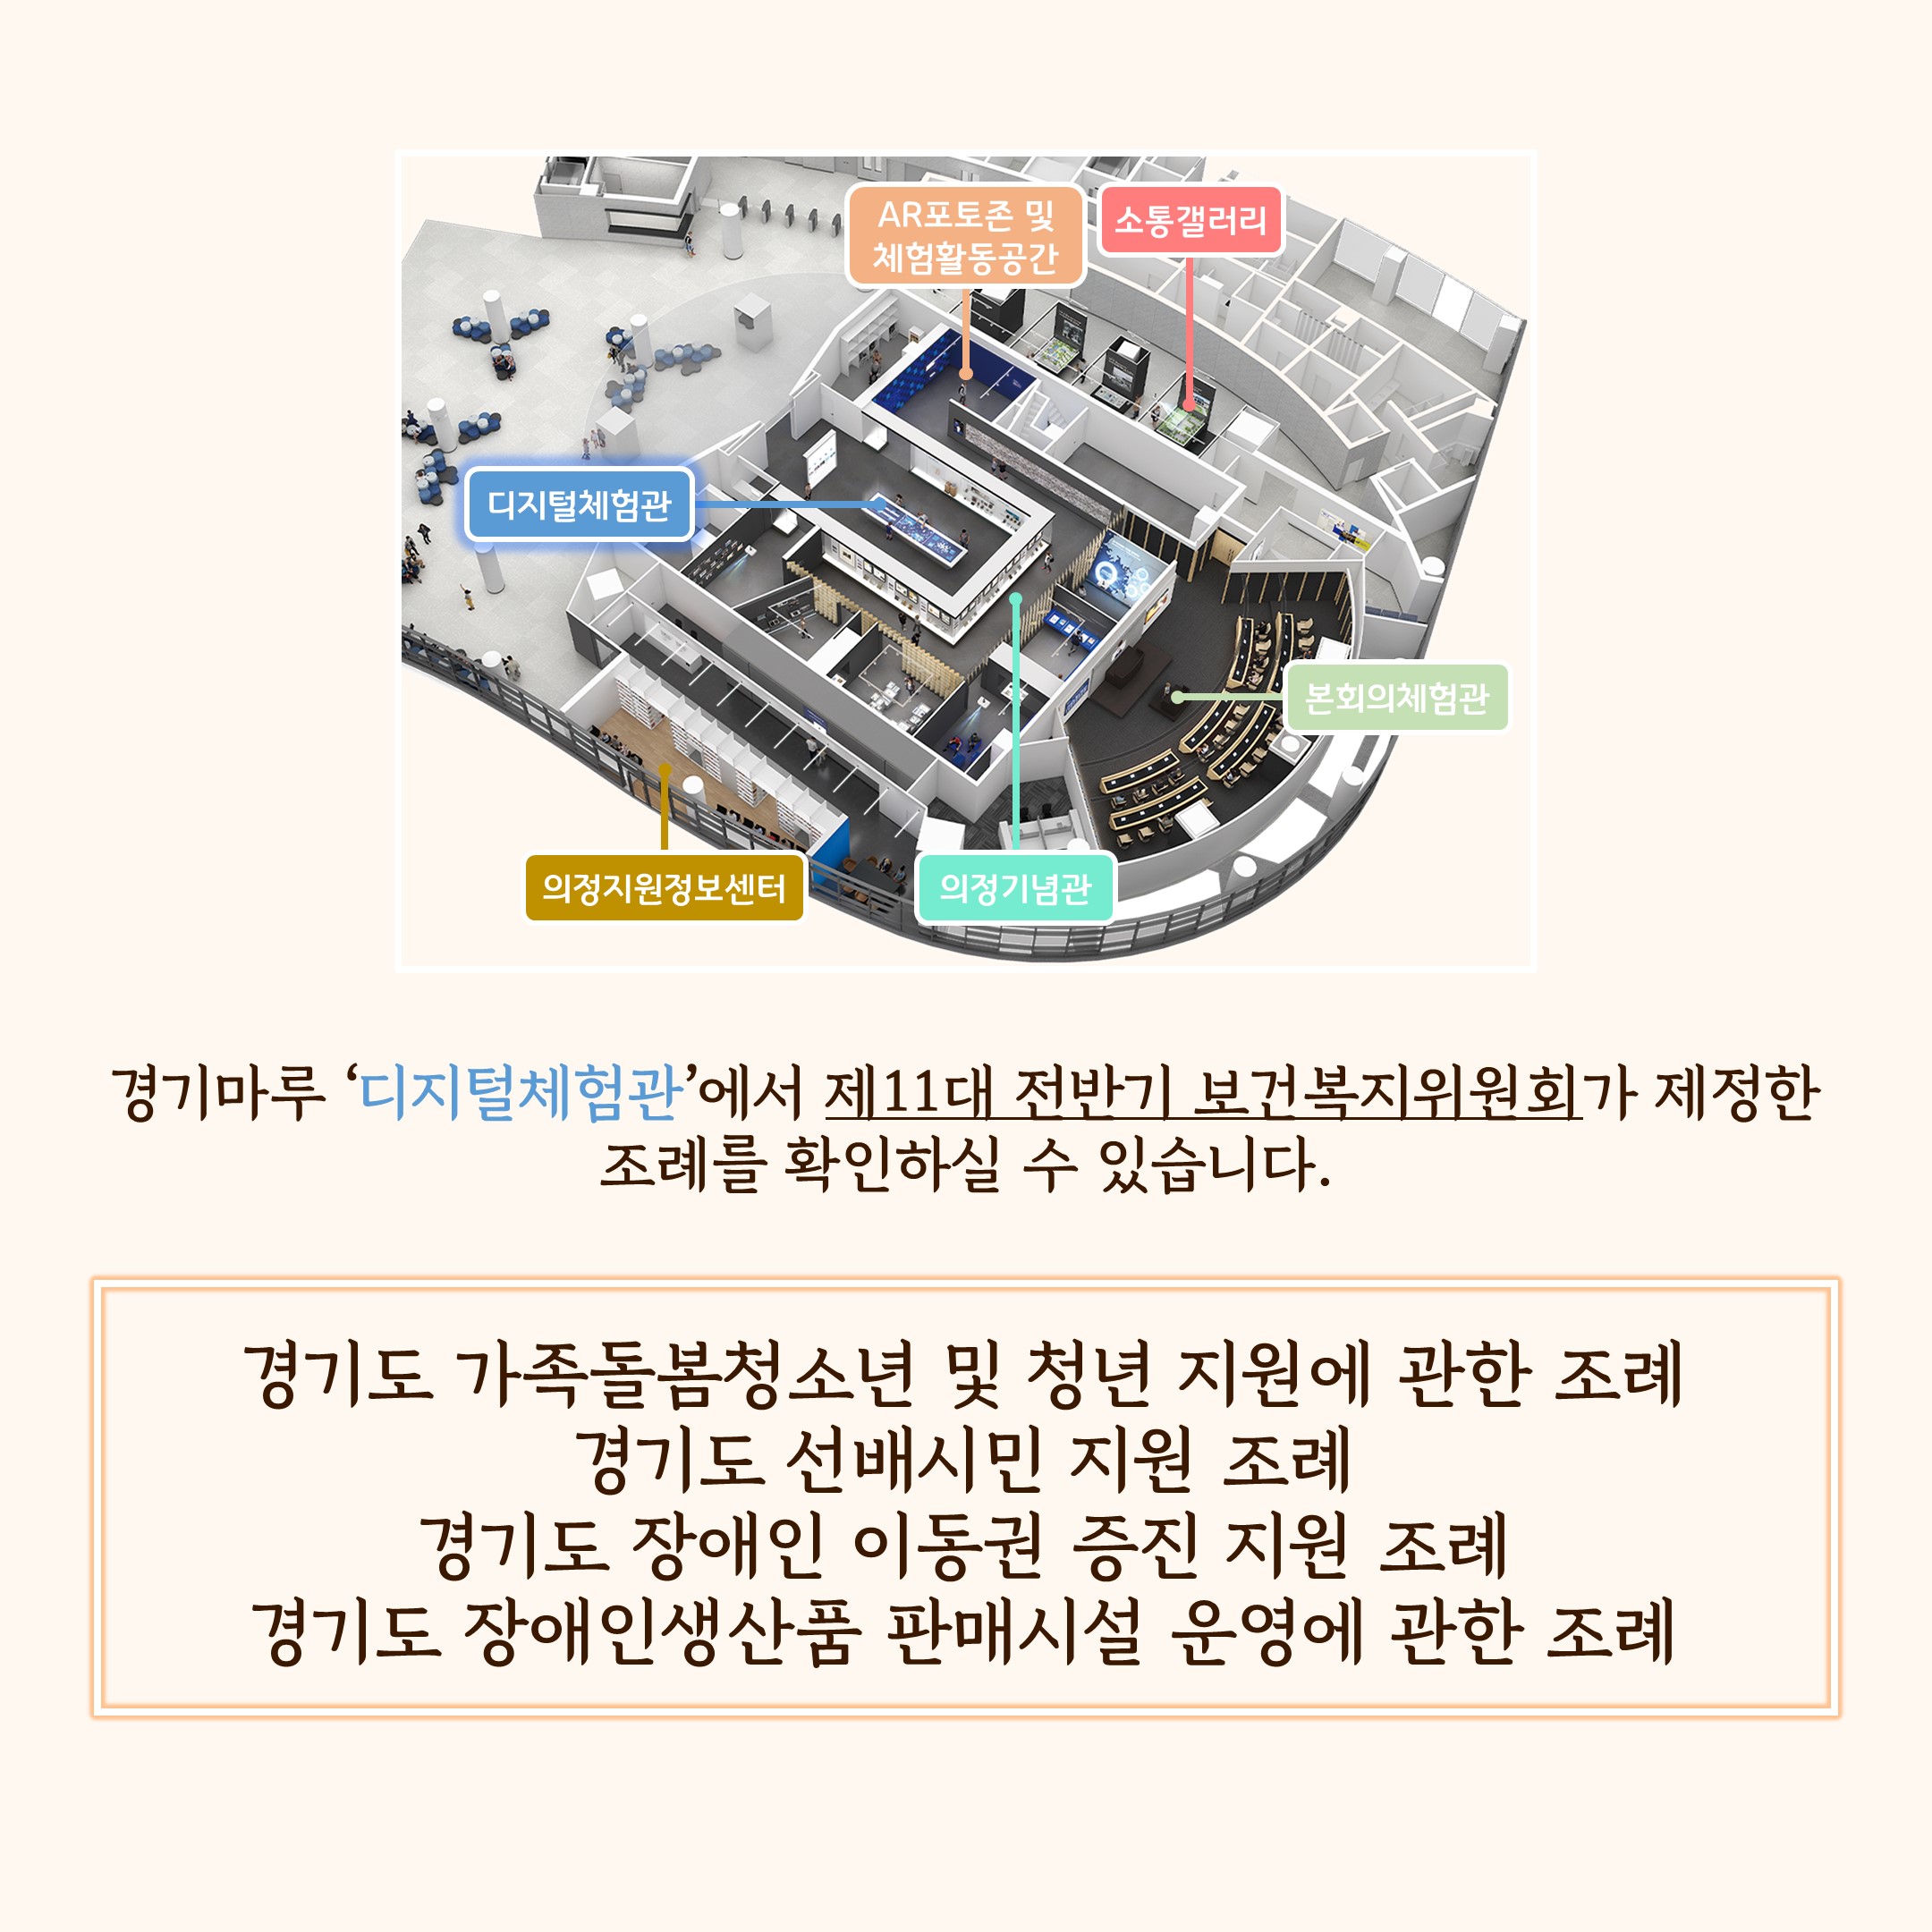 AR포토존 및
체험활동공간
소통갤러리
디지털체험관
본회의체험관
의정지원정보센터
의정기념관
경기마루 ‘디지털체험관’에서 제11대 전반기 보건복지위원회가 제정한
조례를 확인하실 수 있습니다.
경기도 가족돌봄청소년 및 청년 지원에 관한 조례
경기도 선배시민 지원 조례
경기도 장애인 이동권 증진 지원 조례
경기도 장애인생산품 판매시설 운영에 관한 조례